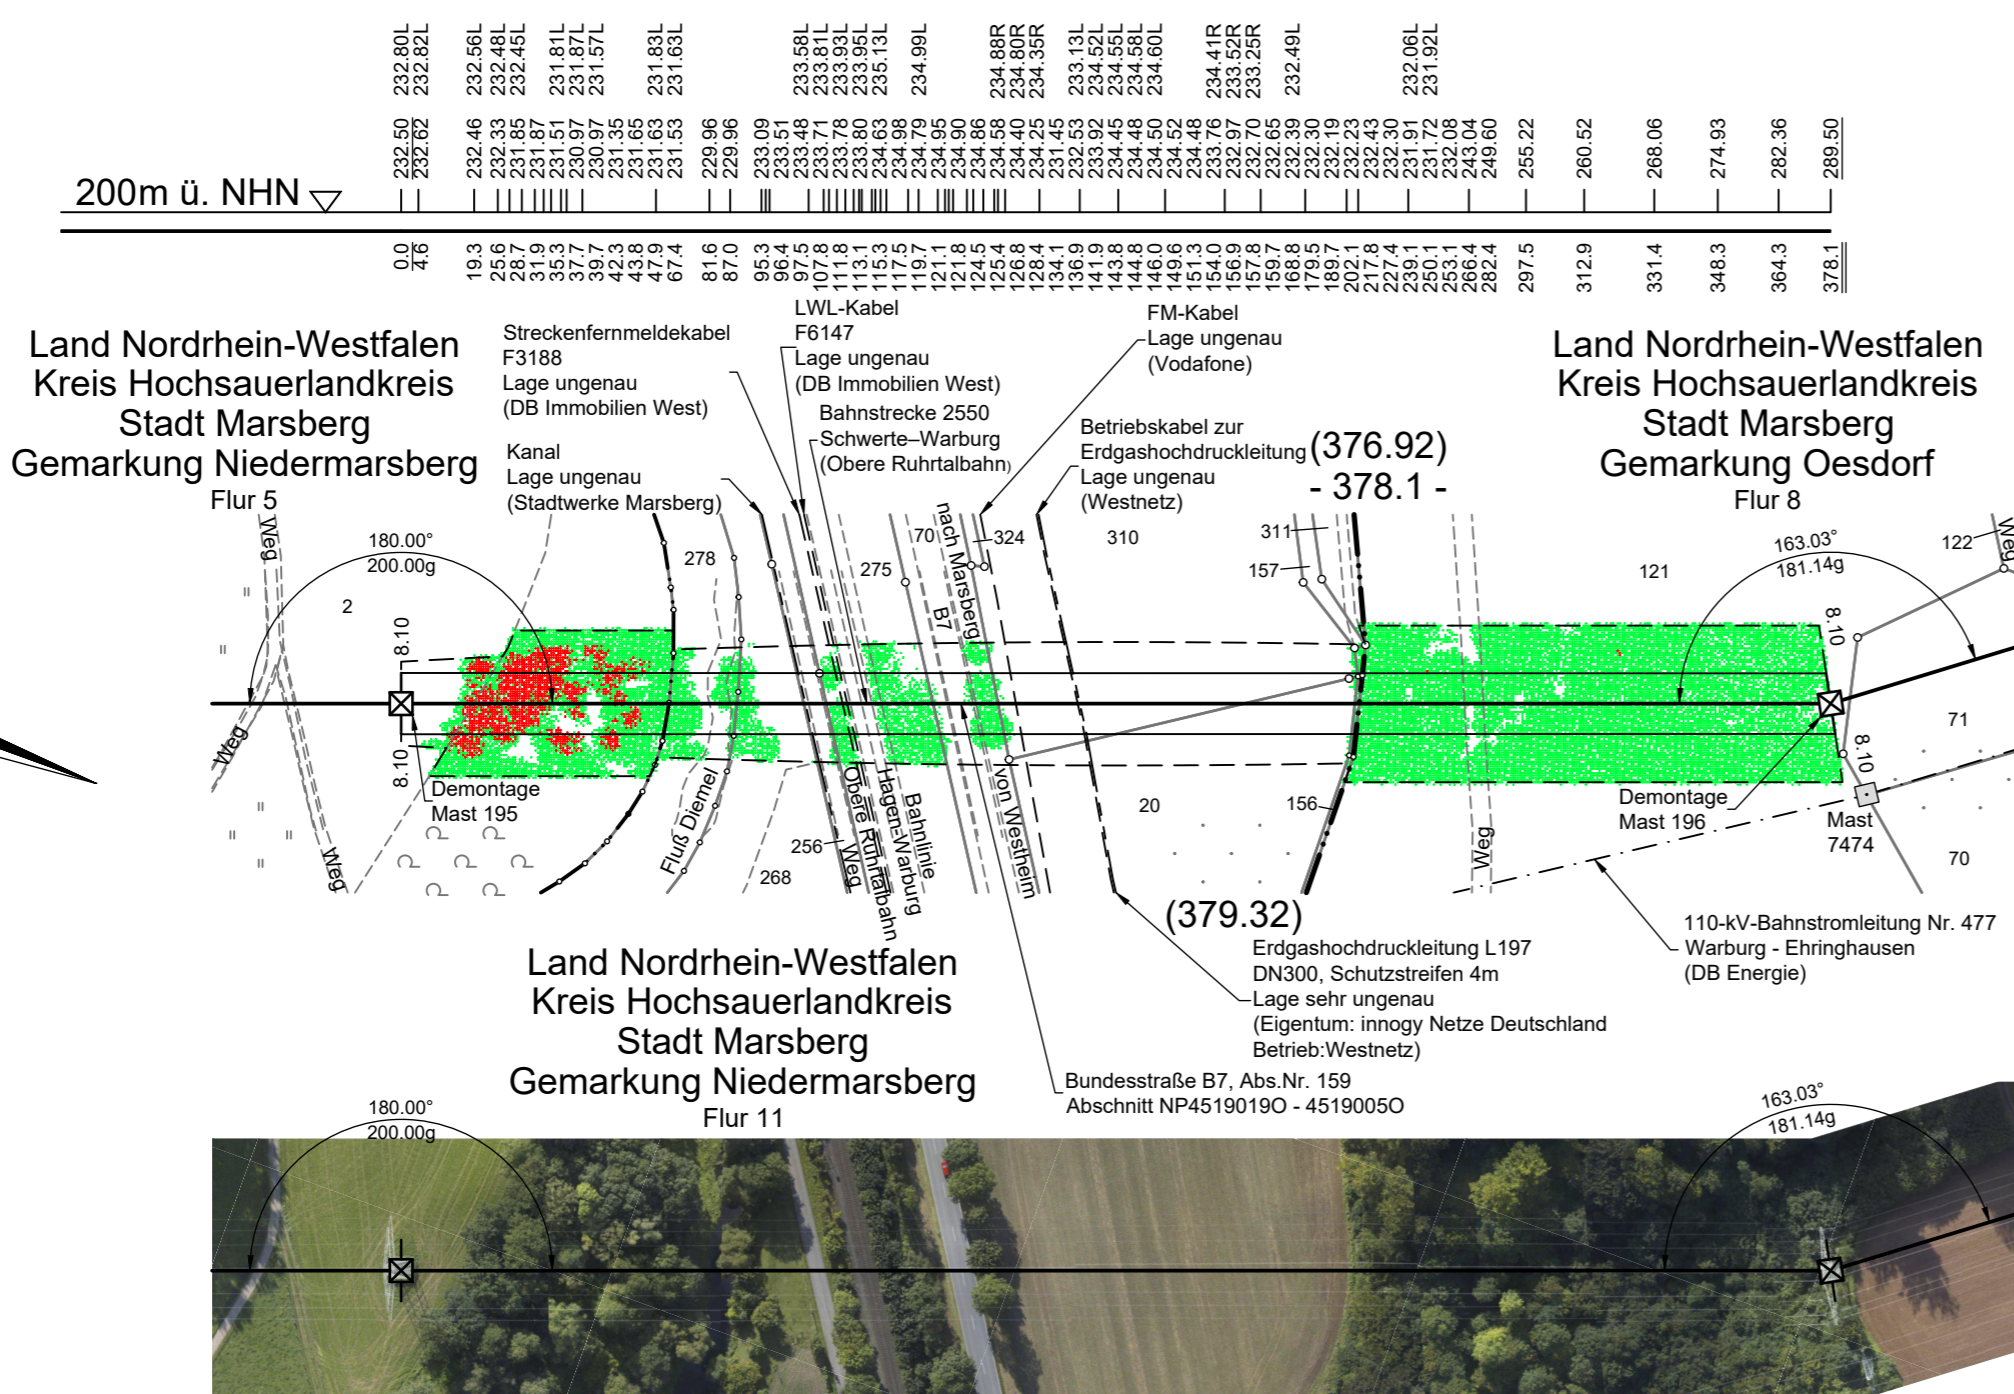 232.80L 232.82L 232.56L 232.48L 232.45L 231.81L 231.87L 231.57L 231.83L 231.63L 233.58L 233.81L 233.93L 233.95L 235.13L 234.99L 234.88R 234.80R 234.35R 233.13L 234.52L 234.55L 234.58L 234.60L 234.41R 233.52R 233.25R 232.49L 232.06L 231.92L
232.50 232.62 232.46 232.33 231.85 231.87 231.51 230.97 230.97 231.35 231.65 231.63 231.53 229.96 229.96 233.09 233.51 233.48 233.71 233.78 233.80 234.63 234.98 234.79 234.95 234.90 234.86 234.58 234.40 234.25 231.45 232.53 233.92 234.45 234.48 234.50 234.52 234.48 233.76 232.97 232.70 232.65 232.39 232.30 232.19 232.23 232.43 232.30 231.91 231.72 232.08 243.04 249.60 255.22 260.52 268.06 274.93 282.36 289.50
200m ü. NHN
0.0 4.6 19.3 25.6 28.7 31.9 35.3 37.7 39.7 42.3 43.8 47.9 67.4 81.6 87.0 95.3 96.4 97.5 107.8 111.8 113.1 115.3 117.5 119.7 121.1 121.8 124.5 125.4 126.8 128.4 134.1 136.9 141.9 143.8 144.8 146.0 149.6 151.3 154.0 156.9 157.8 159.7 168.8 179.5 189.7 202.1 217.8 227.4 239.1 250.1 253.1 266.4 282.4 297.5 312.9 331.4 348.3 364.3 378.1
Land Nordrhein-Westfalen
Kreis Hochsauerlandkreis
Stadt Marsberg
Gemarkung Niedermarsberg
Flur 5
Streckenfernmeldekabel
F3188
Lage ungenau
(DB Immobilien West)
Kanal
Lage ungenau
(Stadtwerke Marsberg)
LWL-Kabel
F6147
Lage ungenau
(DB Immobilien West)
Bahnstrecke 2550
Schwerte–Warburg
(Obere Ruhrtalbahn)
FM-Kabel
Lage ungenau
(Vodafone)
Betriebskabel zur
Erdgashochdruckleitung
Lage ungenau
(Westnetz)
(376.92)
- 378.1 -
Land Nordrhein-Westfalen
Kreis Hochsauerlandkreis
Stadt Marsberg
Gemarkung Oesdorf
Flur 8
Weg
180.00°
200.00g
2
278
275
70
nach Marsberg
324
310
311
157
121
163.03°
181.14g
122
Weg
8.10
B7
8.10
Weg
8.10
Demontage
Mast 195
Weg
Fluß Diemel
268
256
Weg
Obere Ruhrtalbahn
Hagen-Warburg
Bahnlinie
von Westheim
20
156
Weg
Demontage
Mast 196
8.10
Mast
7474
71
70
(379.32)
Erdgashochdruckleitung L197
DN300, Schutzstreifen 4m
Lage sehr ungenau
(Eigentum: innogy Netze Deutschland
Betrieb:Westnetz)
110-kV-Bahnstromleitung Nr. 477
Warburg - Ehringhausen
(DB Energie)
Land Nordrhein-Westfalen
Kreis Hochsauerlandkreis
Stadt Marsberg
Gemarkung Niedermarsberg
Flur 11
Bundesstraße B7, Abs.Nr. 159
Abschnitt NP4519019O - 4519005O
180.00°
200.00g
163.03°
181.14g